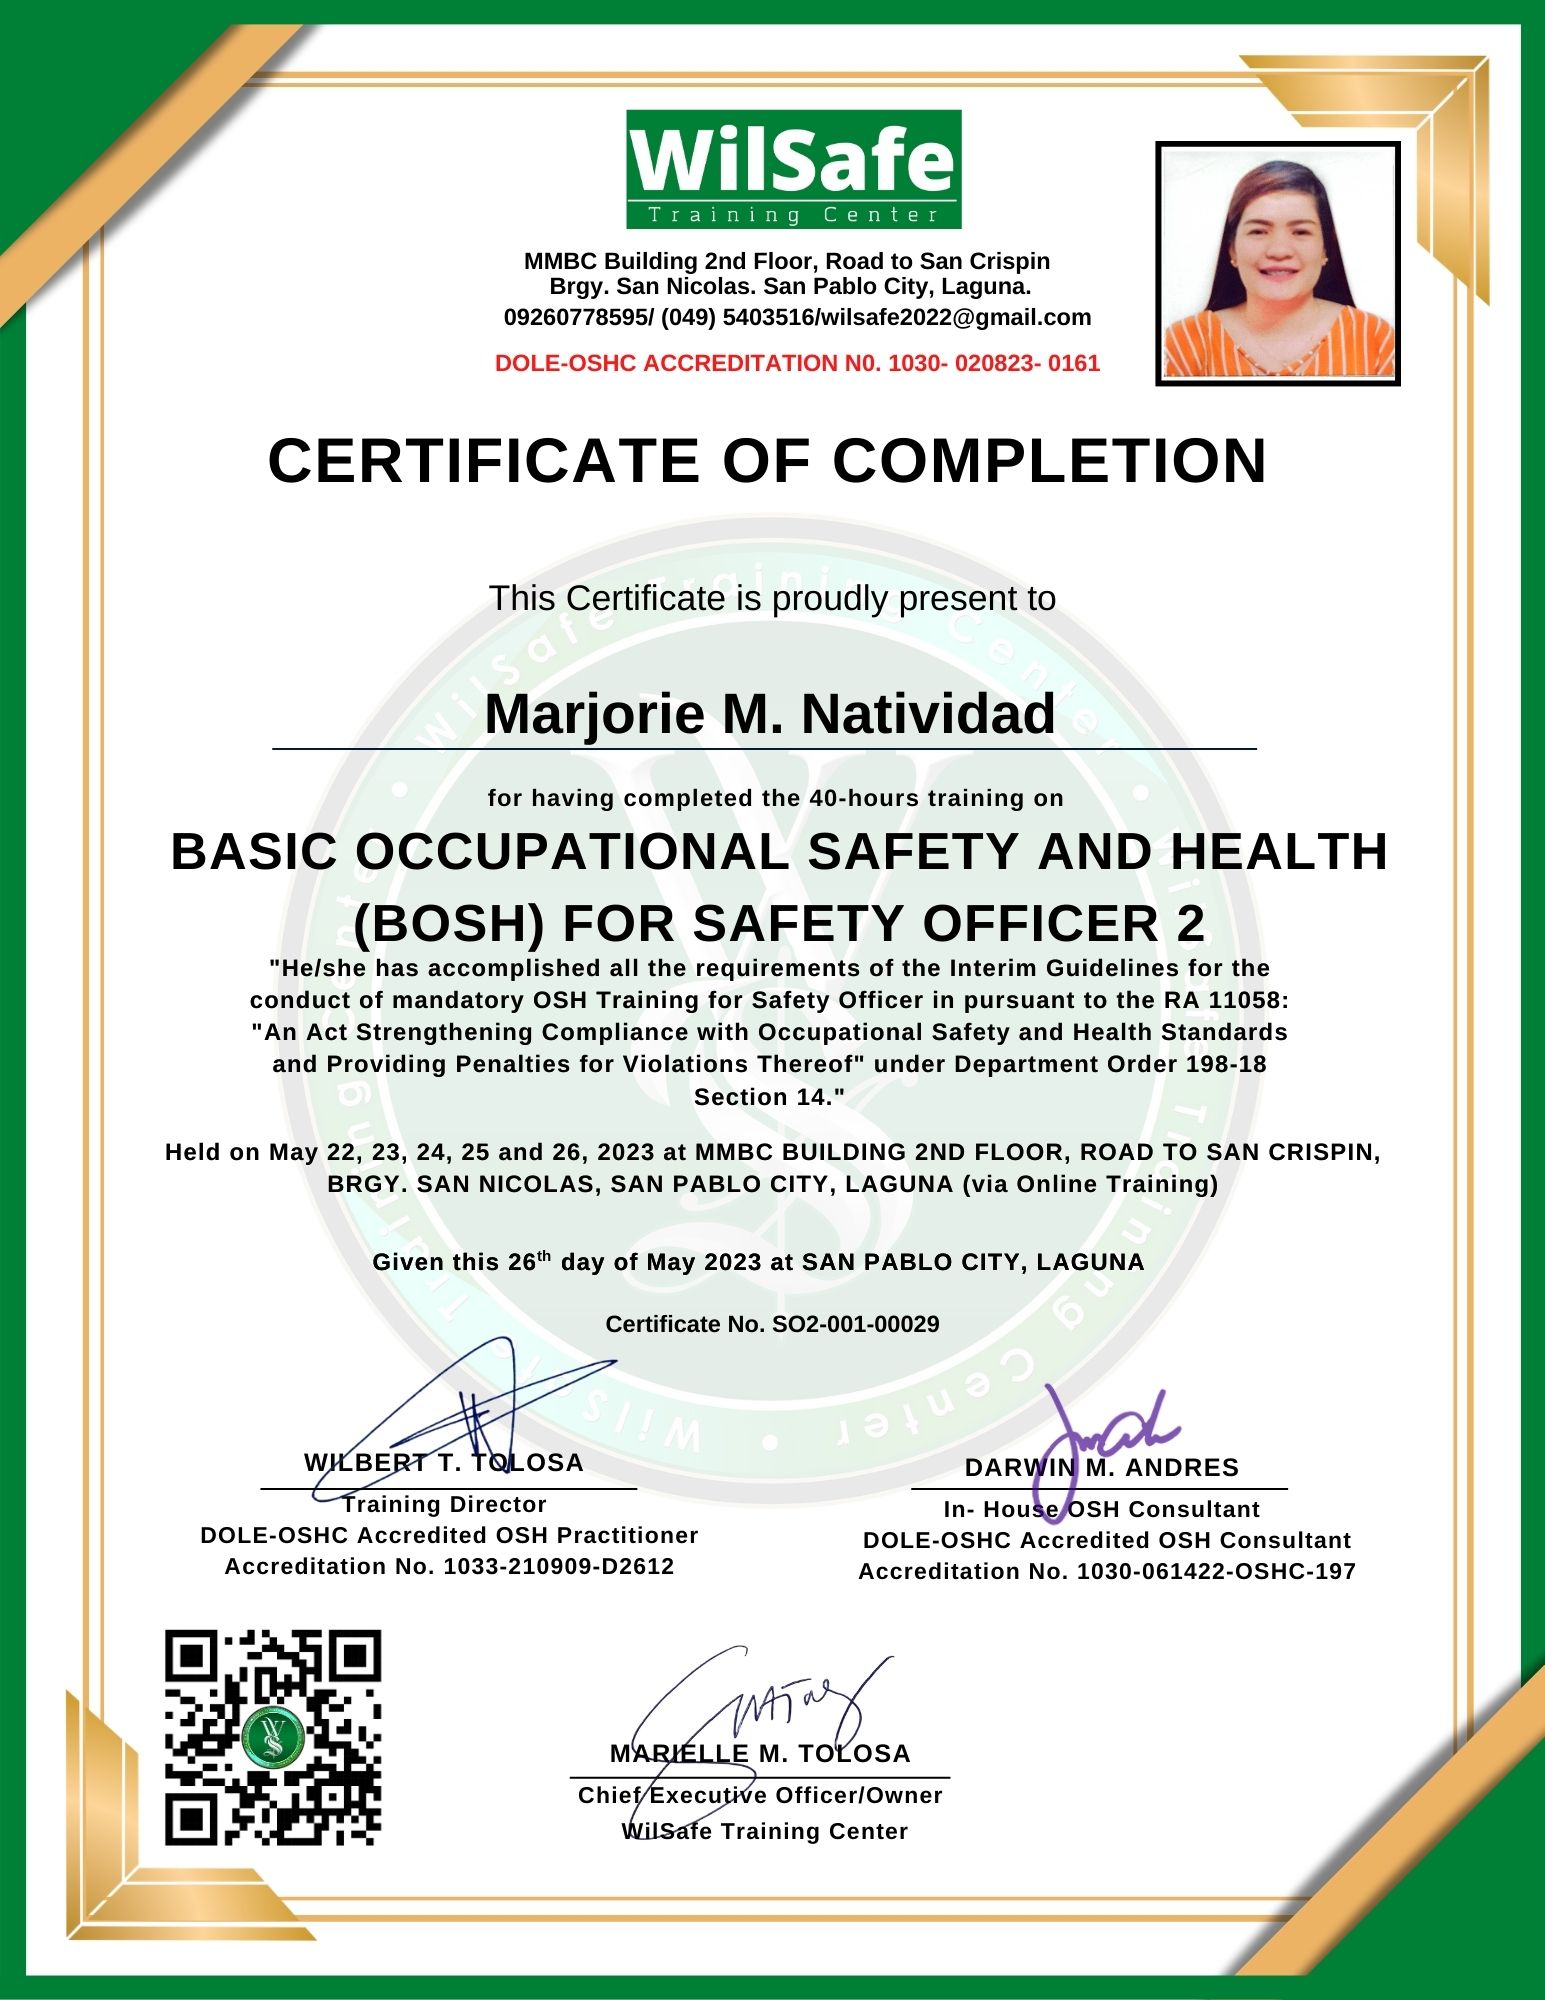 WilSafe
Training Center
MMBC Building 2nd Floor, Road to San Crispin
Brgy. San Nicolas. San Pablo City, Laguna.
09260778595/ (049) 5403516/wilsafe2022@gmail.com
DOLE-OSHC ACCREDITATION N0. 1030- 020823- 0161
CERTIFICATE OF COMPLETION
This Certificate is proudly present to
Marjorie M. Natividad
for having completed the 40-hours training on
BASIC OCCUPATIONAL SAFETY AND HEALTH
(BOSH) FOR SAFETY OFFICER 2
"He/she has accomplished all the requirements of the Interim Guidelines for the
conduct of mandatory OSH Training for Safety Officer in pursuant to the RA 11058:
"An Act Strengthening Compliance with Occupational Safety and Health Standards
and Providing Penalties for Violations Thereof" under Department Order 198-18
Section 14."
Held on May 22, 23, 24, 25 and 26, 2023 at MMBC BUILDING 2ND FLOOR, ROAD TO SAN CRISPIN,
BRGY. SAN NICOLAS, SAN PABLO CITY, LAGUNA (via Online Training)
Given this 26th day of May 2023 at SAN PABLO CITY, LAGUNA
Certificate No. SO2-001-00029
WILBERT T. TOLOSA
Training Director
DOLE-OSHC Accredited OSH Practitioner
Accreditation No. 1033-210909-D2612
DARWIN M. ANDRES
In- House OSH Consultant
DOLE-OSHC Accredited OSH Consultant
Accreditation No. 1030-061422-OSHC-197
MARIELLE M. TOLOSA
Chief Executive Officer/Owner
WilSafe Training Center
WilSafe Training Center • WilSafe Training Center • WilSafe Training Center •